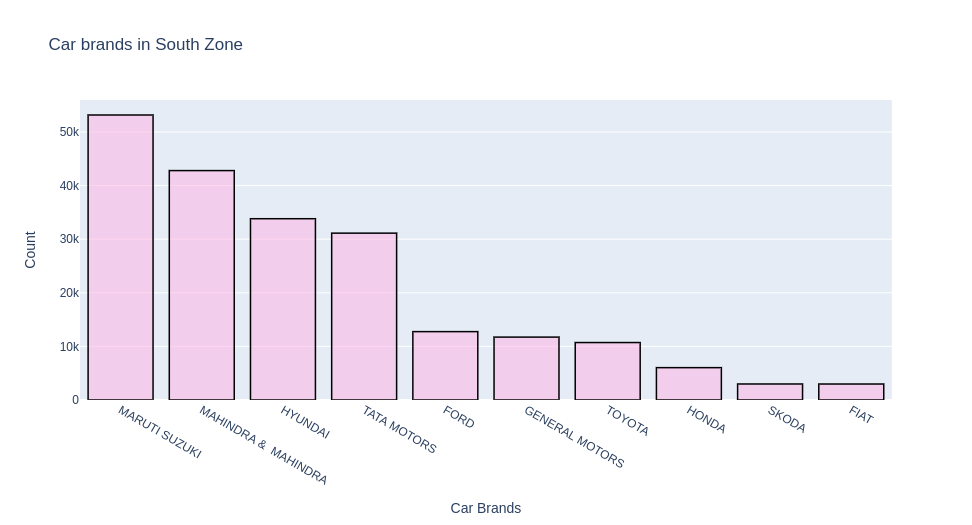 Car brands in South Zone
50k
40k
30k
20k
10k
0
Count
MARUTI SUZUKI
MAHINDRA &  MAHINDRA
HYUNDAI
TATA MOTORS
FORD
GENERAL MOTORS
TOYOTA
HONDA
SKODA
FIAT
Car Brands